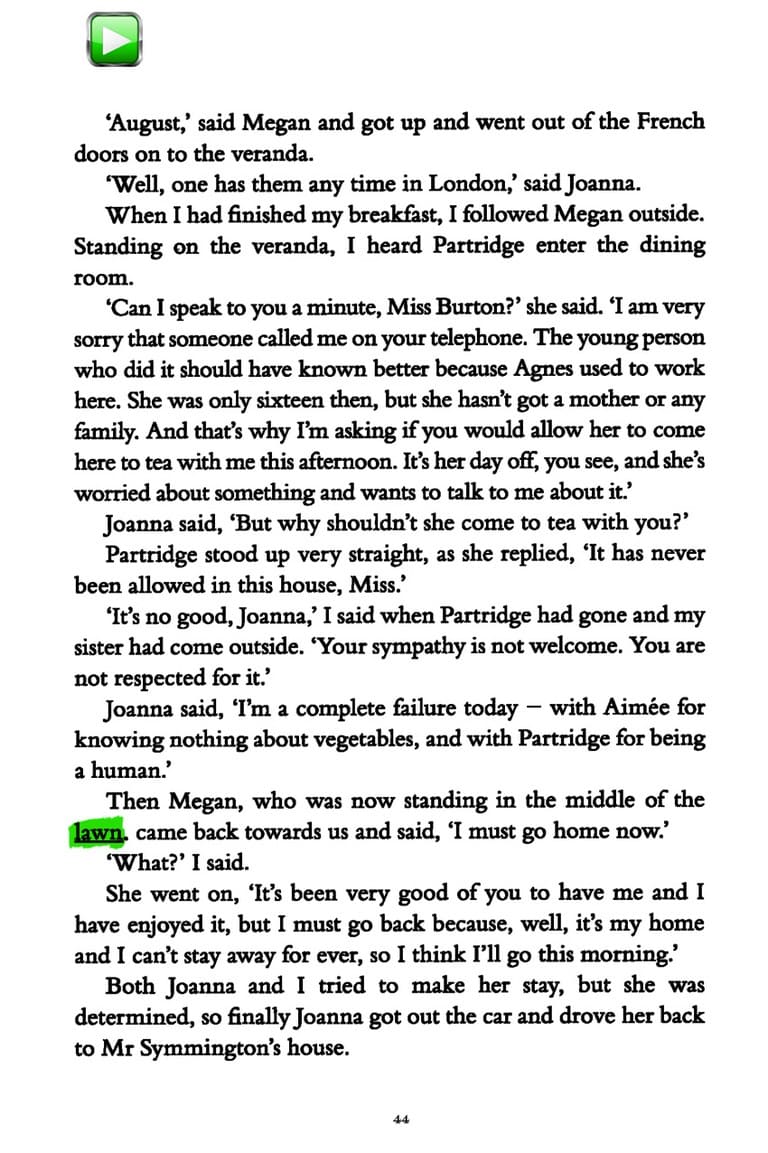 ‘August,’ said Megan and got up and went out of the French
doors on to the veranda.
‘Well, one has them any time in London,’ said Joanna.
When I had finished my breakfast, I followed Megan outside.
Standing on the veranda, I heard Partridge enter the dining
room.
‘Can I speak to you a minute, Miss Burton?’ she said. ‘I am very
sorry that someone called me on your telephone. The young person
who did it should have known better because Agnes used to work
here. She was only sixteen then, but she hasn’t got a mother or any
family. And that’s why I’m asking if you would allow her to come
here to tea with me this afternoon. It’s her day off, you see, and she’s
worried about something and wants to talk to me about it.’
Joanna said, ‘But why shouldn’t she come to tea with you?’
Partridge stood up very straight, as she replied, ‘It has never
been allowed in this house, Miss.’
‘It’s no good, Joanna,’ I said when Partridge had gone and my
sister had come outside. ‘Your sympathy is not welcome. You are
not respected for it.’
Joanna said, ‘I’m a complete failure today – with Aimée for
knowing nothing about vegetables, and with Partridge for being
a human.’
Then Megan, who was now standing in the middle of the
lawn, came back towards us and said, ‘I must go home now.’
‘What?’ I said.
She went on, ‘It’s been very good of you to have me and I
have enjoyed it, but I must go back because, well, it’s my home
and I can’t stay away for ever, so I think I’ll go this morning.’
Both Joanna and I tried to make her stay, but she was
determined, so finally Joanna got out the car and drove her back
to Mr Symmington’s house.
44